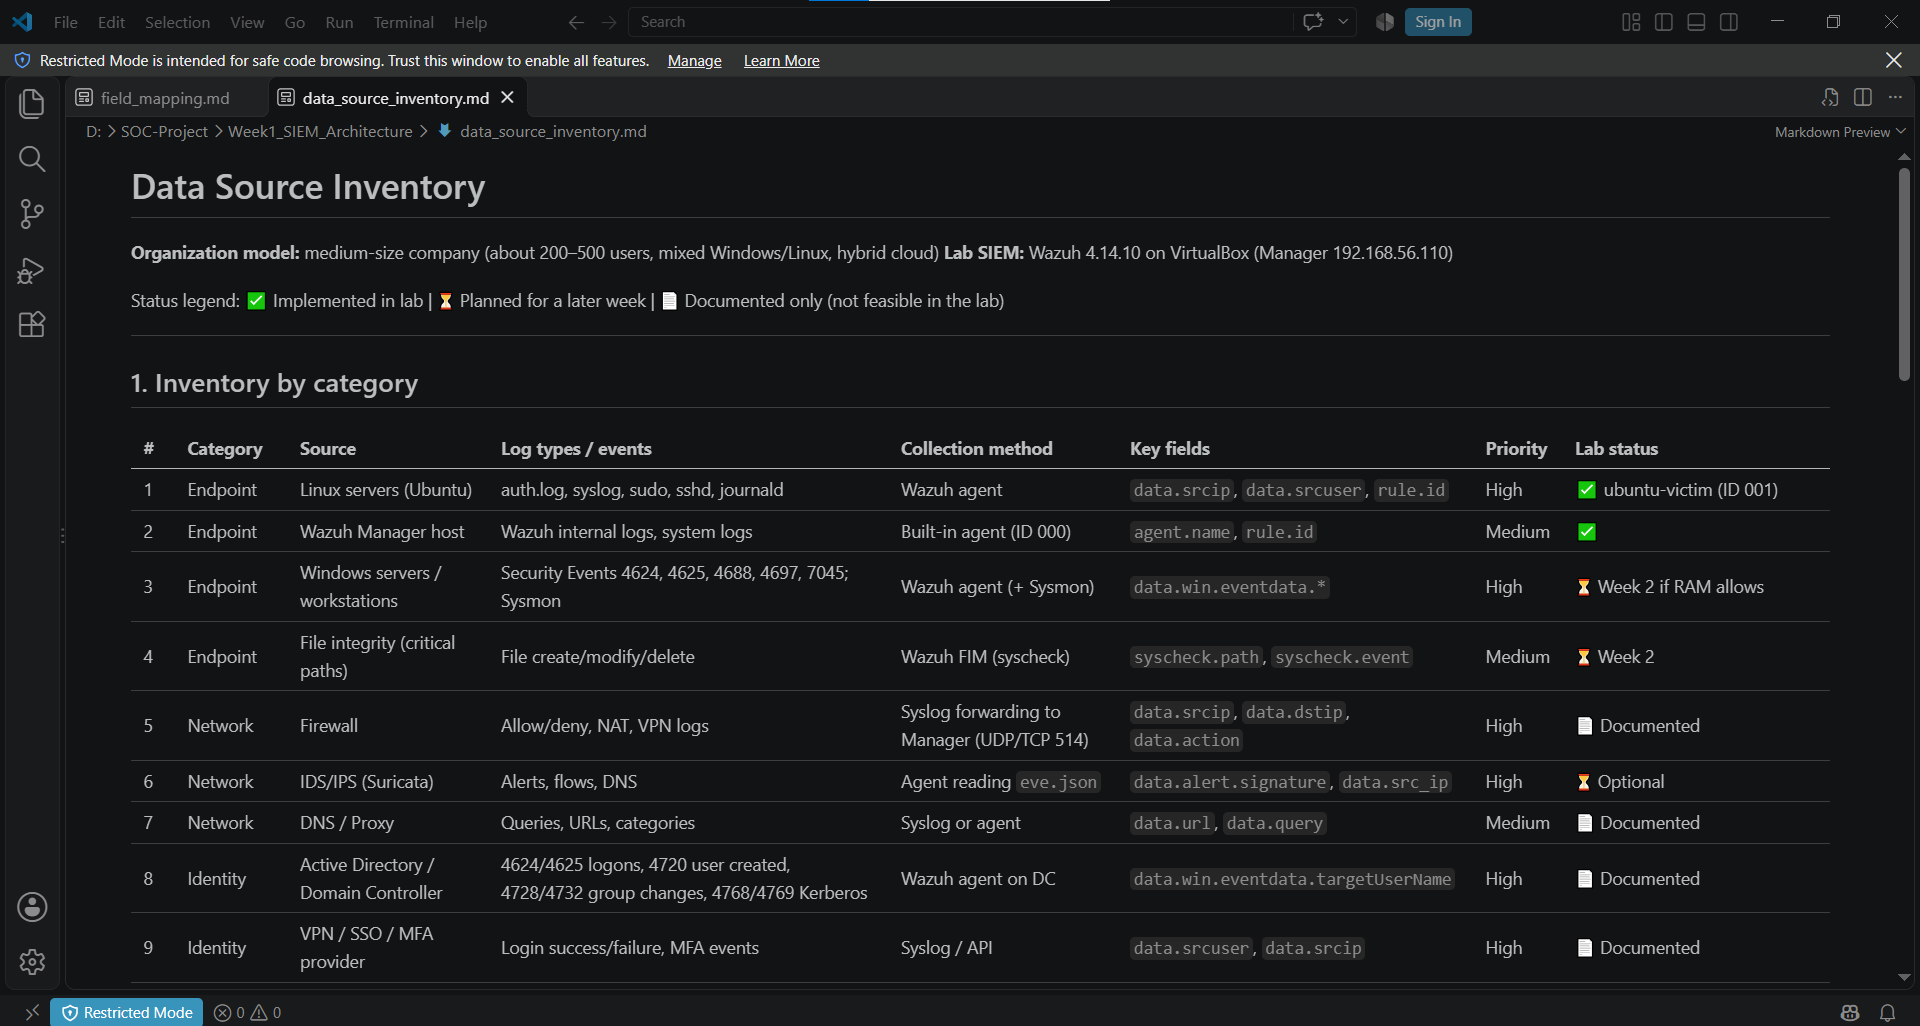 File Edit Selection View Go Run Terminal Help Search Sign In
Restricted Mode is intended for safe code browsing. Trust this window to enable all features. Manage Learn More
field_mapping.md data_source_inventory.md
D: > SOC-Project > Week1_SIEM_Architecture > data_source_inventory.md Markdown Preview
Data Source Inventory
Organization model: medium-size company (about 200–500 users, mixed Windows/Linux, hybrid cloud) Lab SIEM: Wazuh 4.14.10 on VirtualBox (Manager 192.168.56.110)
Status legend: ✅ Implemented in lab | ⏳ Planned for a later week | 📄 Documented only (not feasible in the lab)
1. Inventory by category
# Category Source Log types / events Collection method Key fields Priority Lab status
1 Endpoint Linux servers (Ubuntu) auth.log, syslog, sudo, sshd, journald Wazuh agent data.srcip, data.srcuser, rule.id High ✅ ubuntu-victim (ID 001)
2 Endpoint Wazuh Manager host Wazuh internal logs, system logs Built-in agent (ID 000) agent.name, rule.id Medium ✅
3 Endpoint Windows servers / workstations Security Events 4624, 4625, 4688, 4697, 7045; Sysmon Wazuh agent (+ Sysmon) data.win.eventdata.* High ⏳ Week 2 if RAM allows
4 Endpoint File integrity (critical paths) File create/modify/delete Wazuh FIM (syscheck) syscheck.path, syscheck.event Medium ⏳ Week 2
5 Network Firewall Allow/deny, NAT, VPN logs Syslog forwarding to Manager (UDP/TCP 514) data.srcip, data.dstip, data.action High 📄 Documented
6 Network IDS/IPS (Suricata) Alerts, flows, DNS Agent reading eve.json data.alert.signature, data.src_ip High ⏳ Optional
7 Network DNS / Proxy Queries, URLs, categories Syslog or agent data.url, data.query Medium 📄 Documented
8 Identity Active Directory / Domain Controller 4624/4625 logons, 4720 user created, 4728/4732 group changes, 4768/4769 Kerberos Wazuh agent on DC data.win.eventdata.targetUserName High 📄 Documented
9 Identity VPN / SSO / MFA provider Login success/failure, MFA events Syslog / API data.srcuser, data.srcip High 📄 Documented
Restricted Mode 0 0